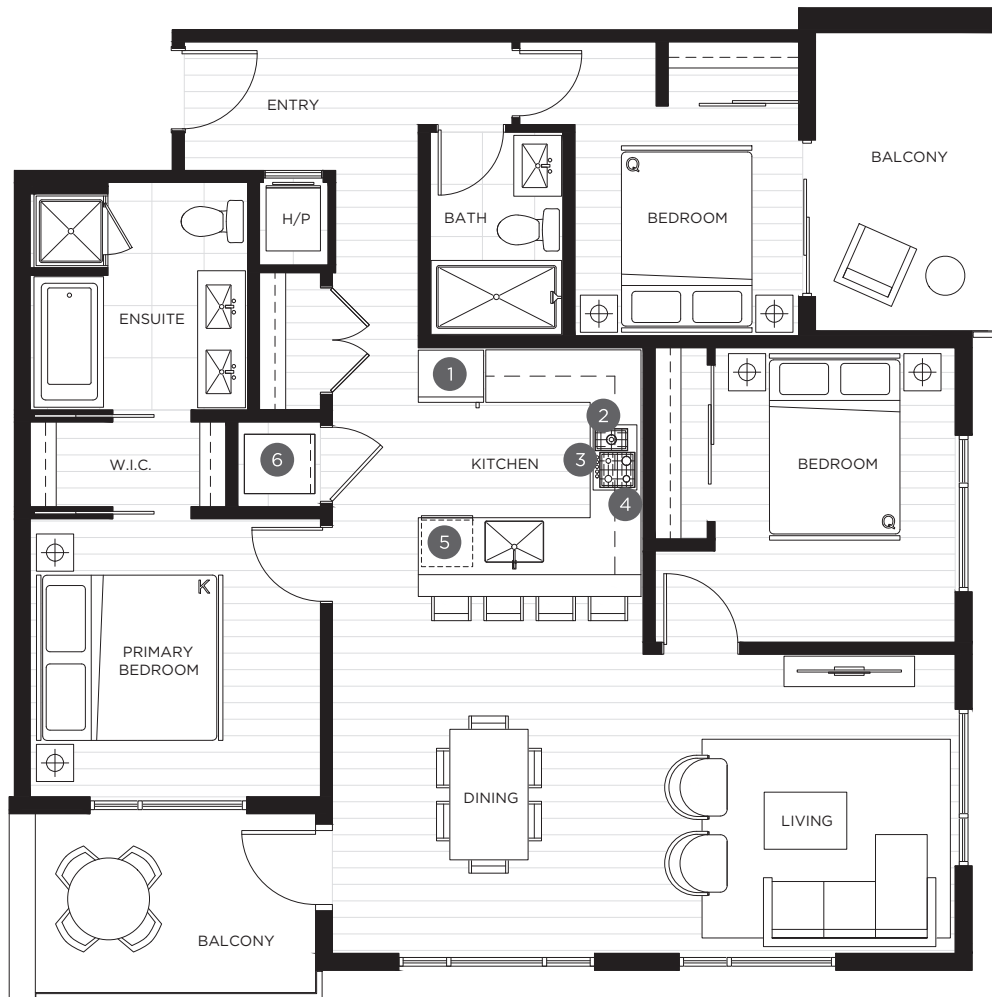 ENTRY
BALCONY
Q
BEDROOM
H/P
BATH
ENSUITE
1
2
W.I.C.
6
3
KITCHEN
BEDROOM
4
Q
5
K
PRIMARY
BEDROOM
DINING
LIVING
BALCONY